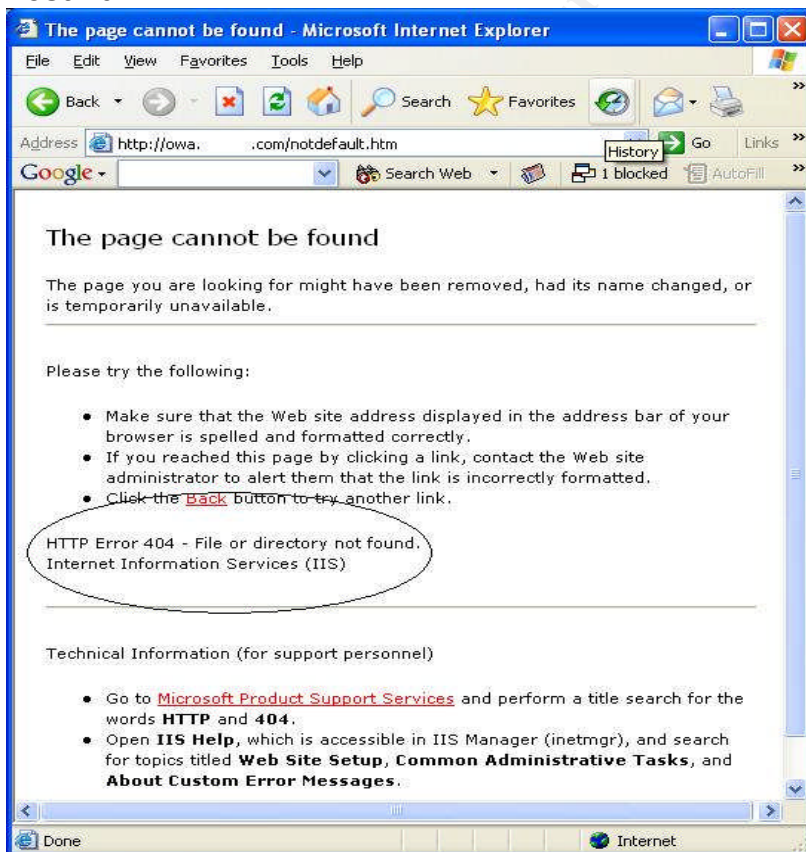 The page cannot be found - Microsoft Internet Explorer
File Edit View Favorites Tools Help
Back Search Favorites »
Address http://owa. .com/notdefault.htm Go Links »
History
Google Search Web 1 blocked AutoFill »
The page cannot be found
The page you are looking for might have been removed, had its name changed, or
is temporarily unavailable.
Please try the following:
● Make sure that the Web site address displayed in the address bar of your
browser is spelled and formatted correctly.
● If you reached this page by clicking a link, contact the Web site
administrator to alert them that the link is incorrectly formatted.
● Click the Back button to try another link.
HTTP Error 404 - File or directory not found.
Internet Information Services (IIS)
Technical Information (for support personnel)
● Go to Microsoft Product Support Services and perform a title search for the
words HTTP and 404.
● Open IIS Help, which is accessible in IIS Manager (inetmgr), and search
for topics titled Web Site Setup, Common Administrative Tasks, and
About Custom Error Messages.
Done Internet